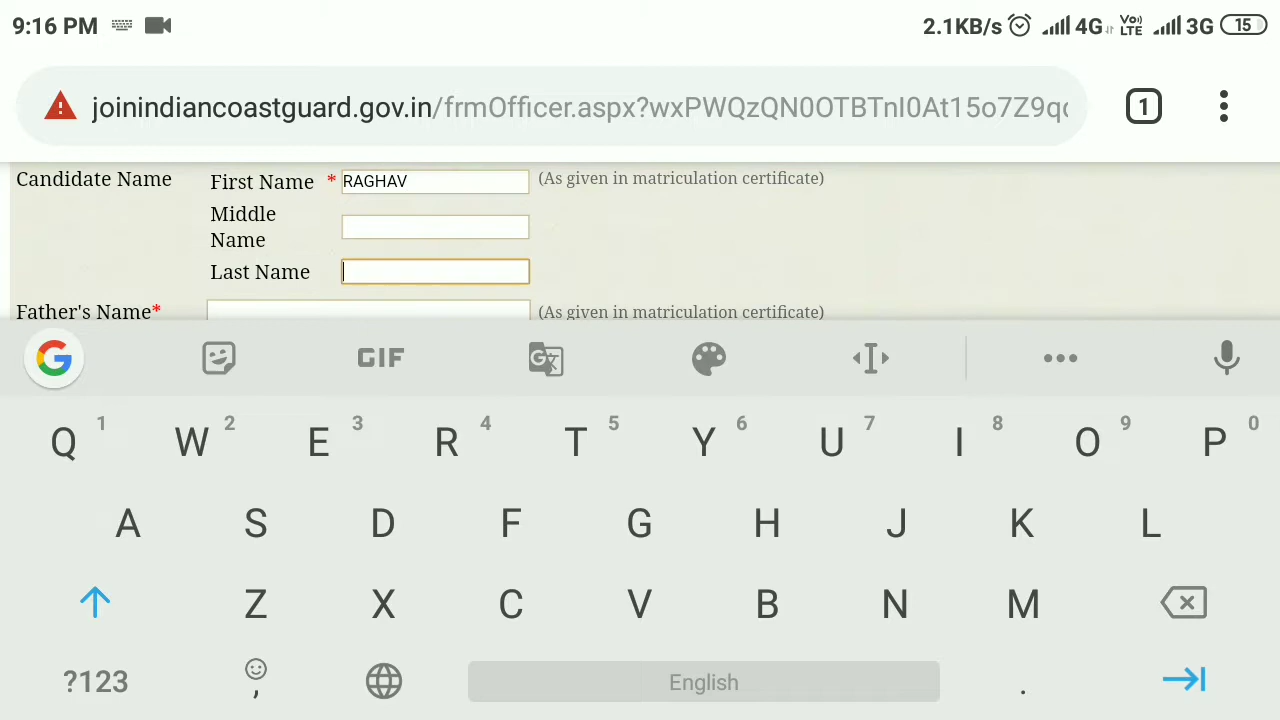 9:16 PM 2.1KB/s 4G Vo)) LTE 3G 15
joinindiancoastguard.gov.in/frmOfficer.aspx?wxPWQzQN0OTBTnI0At15o7Z9q
1
Candidate Name First Name * RAGHAV (As given in matriculation certificate)
Middle Name
Last Name
Father's Name* (As given in matriculation certificate)
G GIF G
Q 1 W 2 E 3 R 4 T 5 Y 6 U 7 I 8 O 9 P 0
A S D F G H J K L
Z X C V B N M
?123 , English .